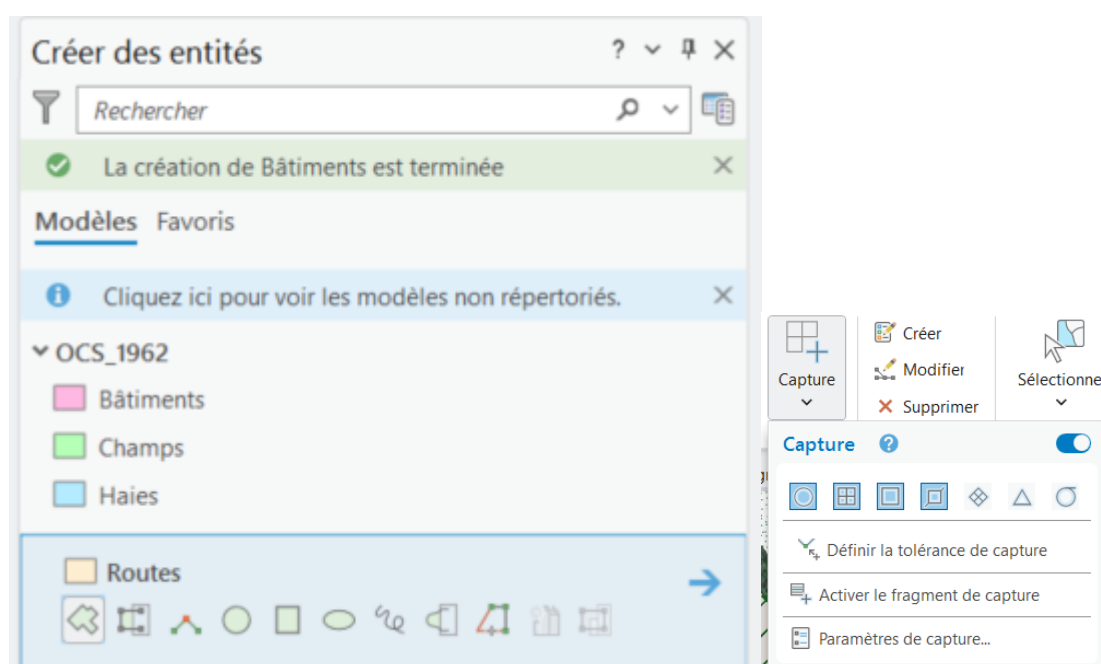 Créer des entités
?
Rechercher
La création de Bâtiments est terminée
Modèles Favoris
Cliquez ici pour voir les modèles non répertoriés.
OCS_1962
Bâtiments
Champs
Haies
Routes
Capture
Créer
Modifier
Supprimer
Sélectionne
Capture ?
Définir la tolérance de capture
Activer le fragment de capture
Paramètres de capture...